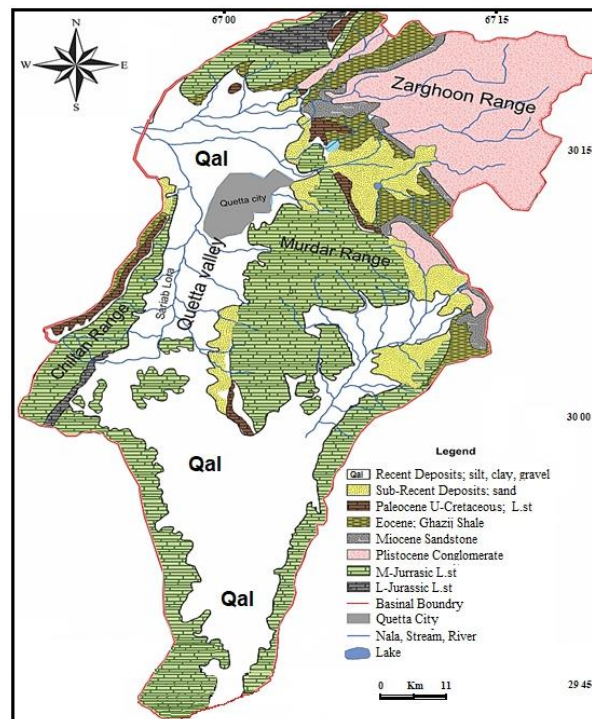 67 00
67 15
N
W
E
S
Zarghoon Range
30 15
Qal
Quetta city
Murdar Range
Quetta valley
Sariab Lora
Chiltan Range
30 00
Qal
Legend
Qal Recent Deposits; silt, clay, gravel
Sub-Recent Deposits; sand
Paleocene U-Cretaceous; L.st
Eocene; Ghazij Shale
Miocene Sandstone
Plistocene Conglomerate
M-Jurrasic L.st
L-Jurassic L.st
Basinal Boundry
Quetta City
Nala, Stream, River
Lake
Qal
29 45
0 Km 11